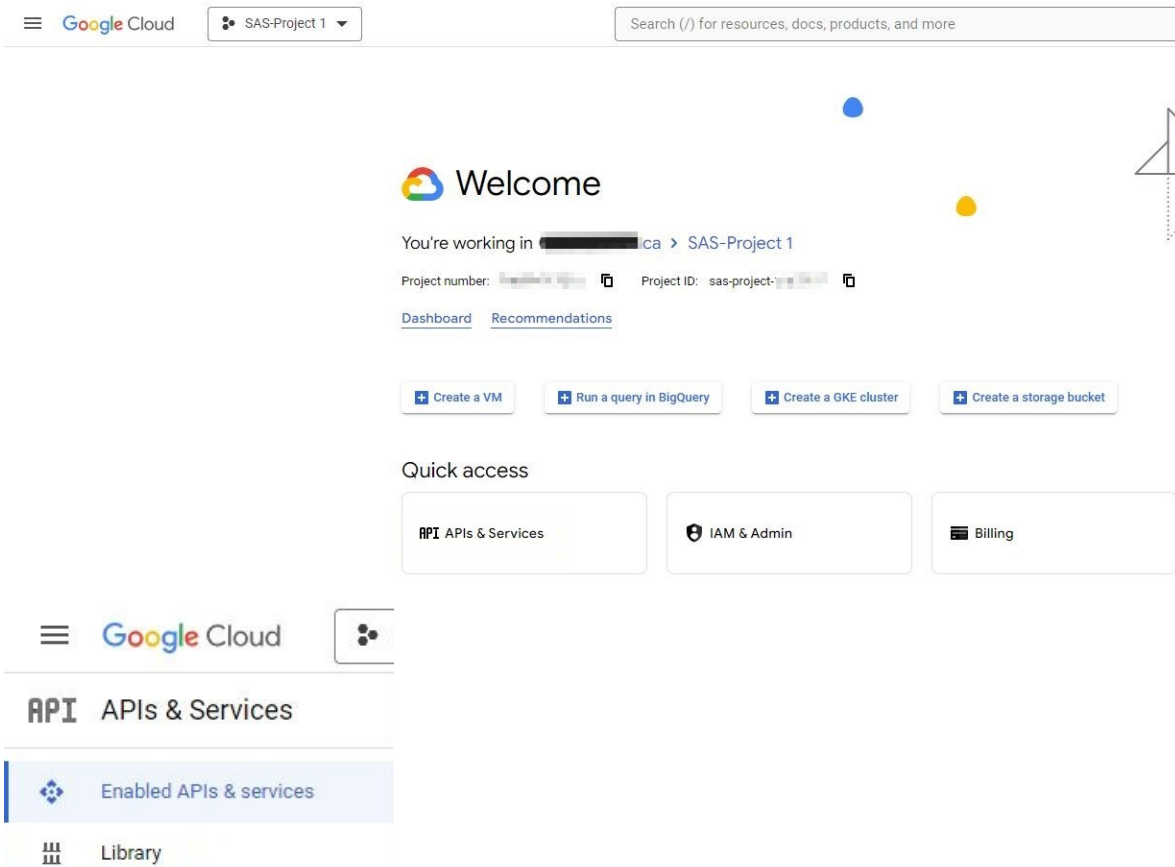 Google Cloud SAS-Project 1 Search (/) for resources, docs, products, and more
Welcome
You're working in ca > SAS-Project 1
Project number: Project ID: sas-project-
Dashboard Recommendations
Create a VM Run a query in BigQuery Create a GKE cluster Create a storage bucket
Quick access
API APIs & Services IAM & Admin Billing
Google Cloud
API APIs & Services
Enabled APIs & services
Library